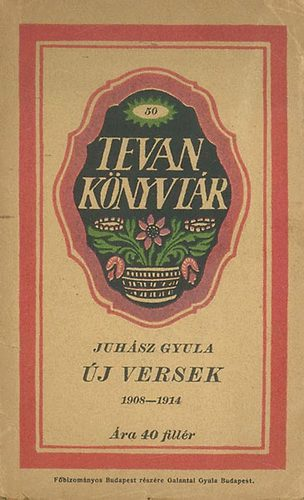 50
TEVAN
KÖNYVTÁR
JUHÁSZ GYULA
ÚJ VERSEK
1908—1914
Ára 40 fillér
Főbizományos Budapest részére Galantai Gyula Budapest.